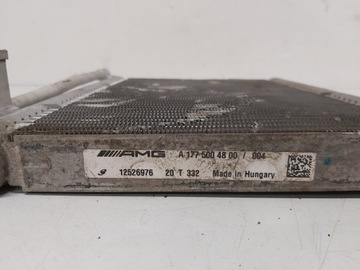 AMG A 177 500 48 00 / 004
12526976 20 T 332 Made in Hungary